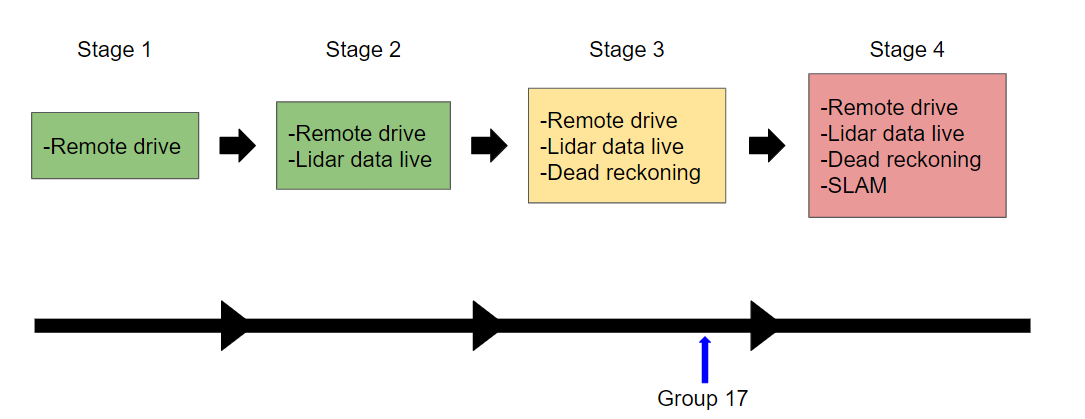 Stage 1
Stage 2
Stage 3
Stage 4
-Remote drive
-Remote drive
-Lidar data live
-Remote drive
-Lidar data live
-Dead reckoning
-Remote drive
-Lidar data live
-Dead reckoning
-SLAM
Group 17